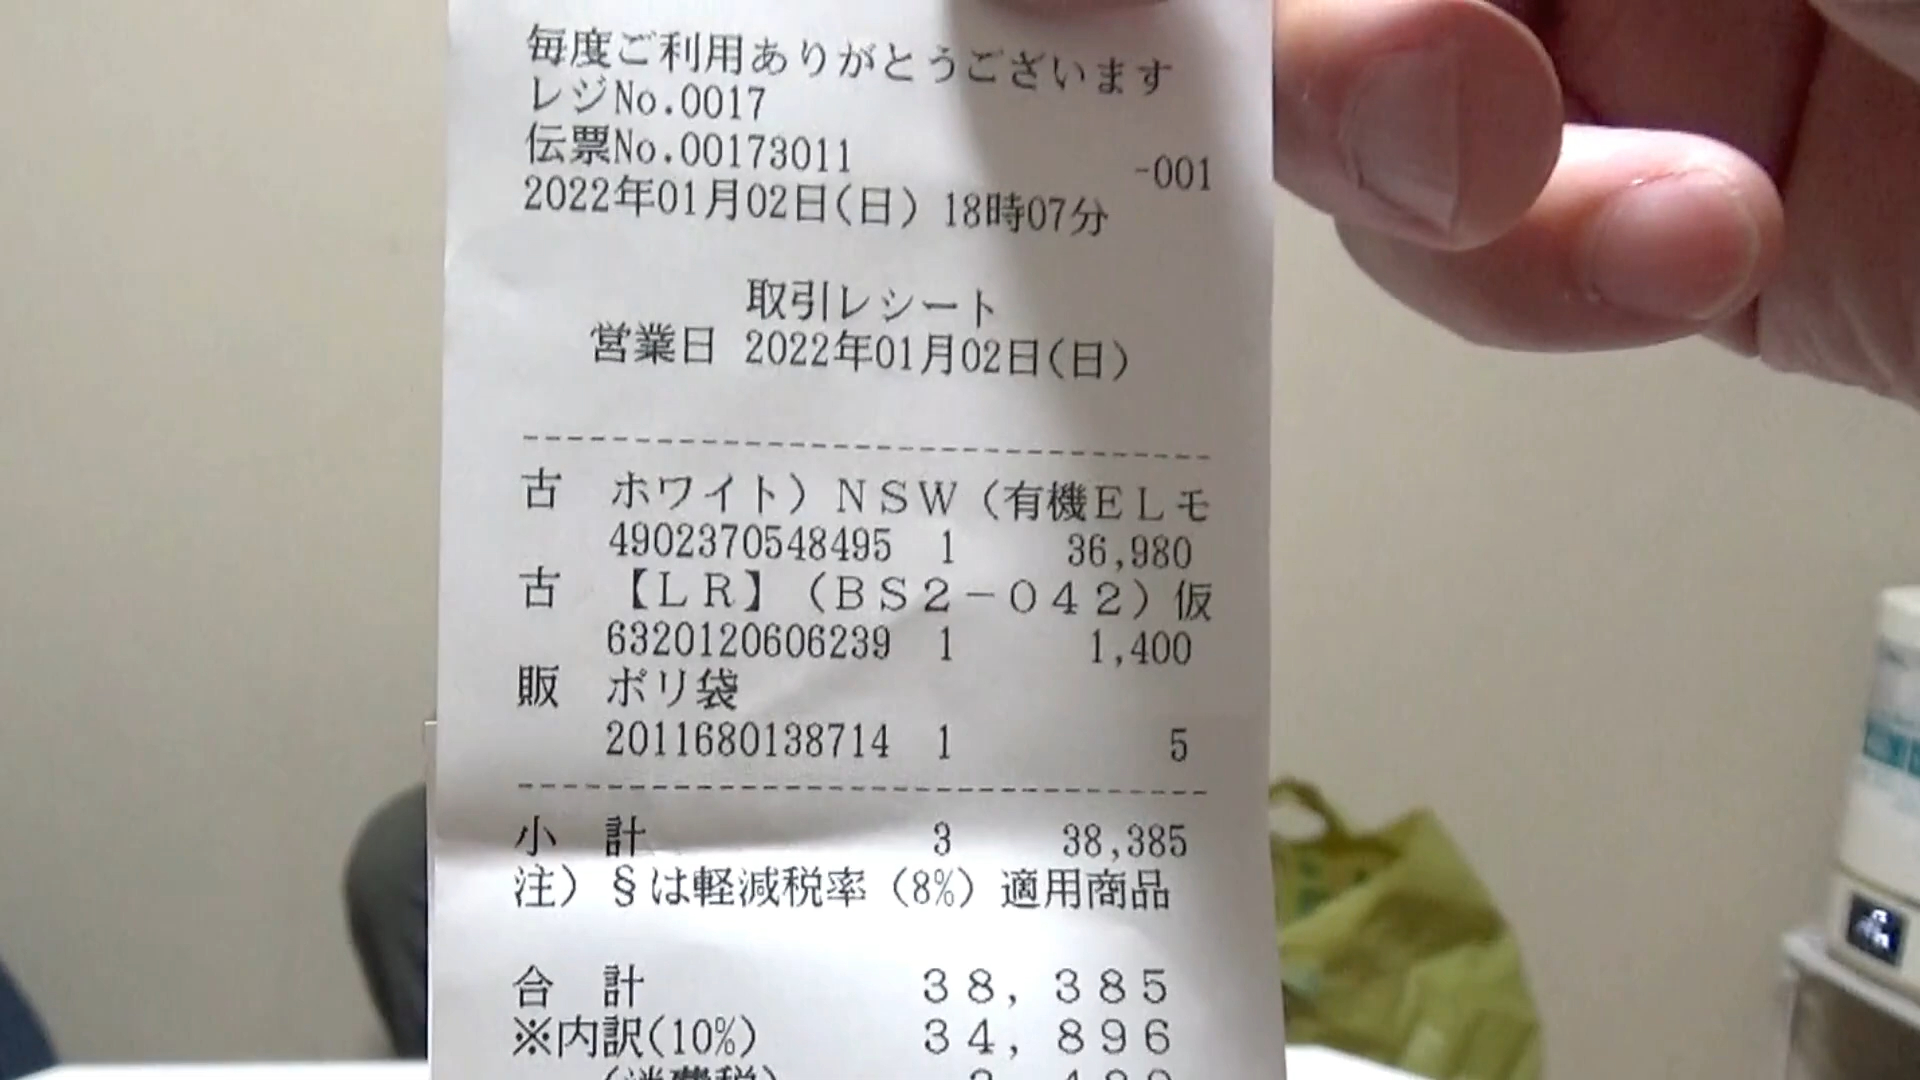 毎度ご利用ありがとうございます
レジNo.0017
伝票No.00173011 -001
2022年01月02日(日) 18時07分
取引レシート
営業日 2022年01月02日(日)
古 ホワイト)NSW(有機ELモ
4902370548495 1 36,980
古 【LR】(BS2-042)仮
6320120606239 1 1,400
販 ポリ袋
2011680138714 1 5
小 計 3 38,385
注)§は軽減税率(8%)適用商品
合 計 38,385
※内訳(10%) 34,896